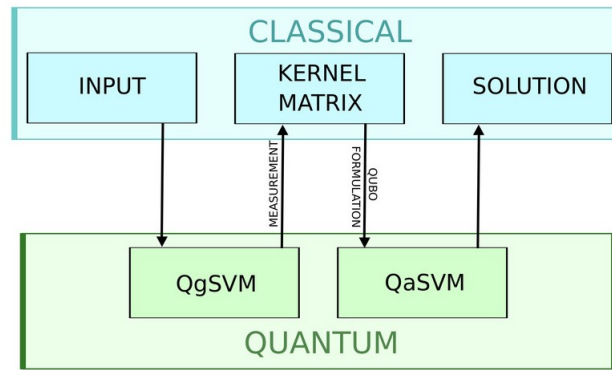 CLASSICAL
INPUT
KERNEL
MATRIX
SOLUTION
MEASUREMENT
QUBO
FORMULATION
QgSVM
QaSVM
QUANTUM